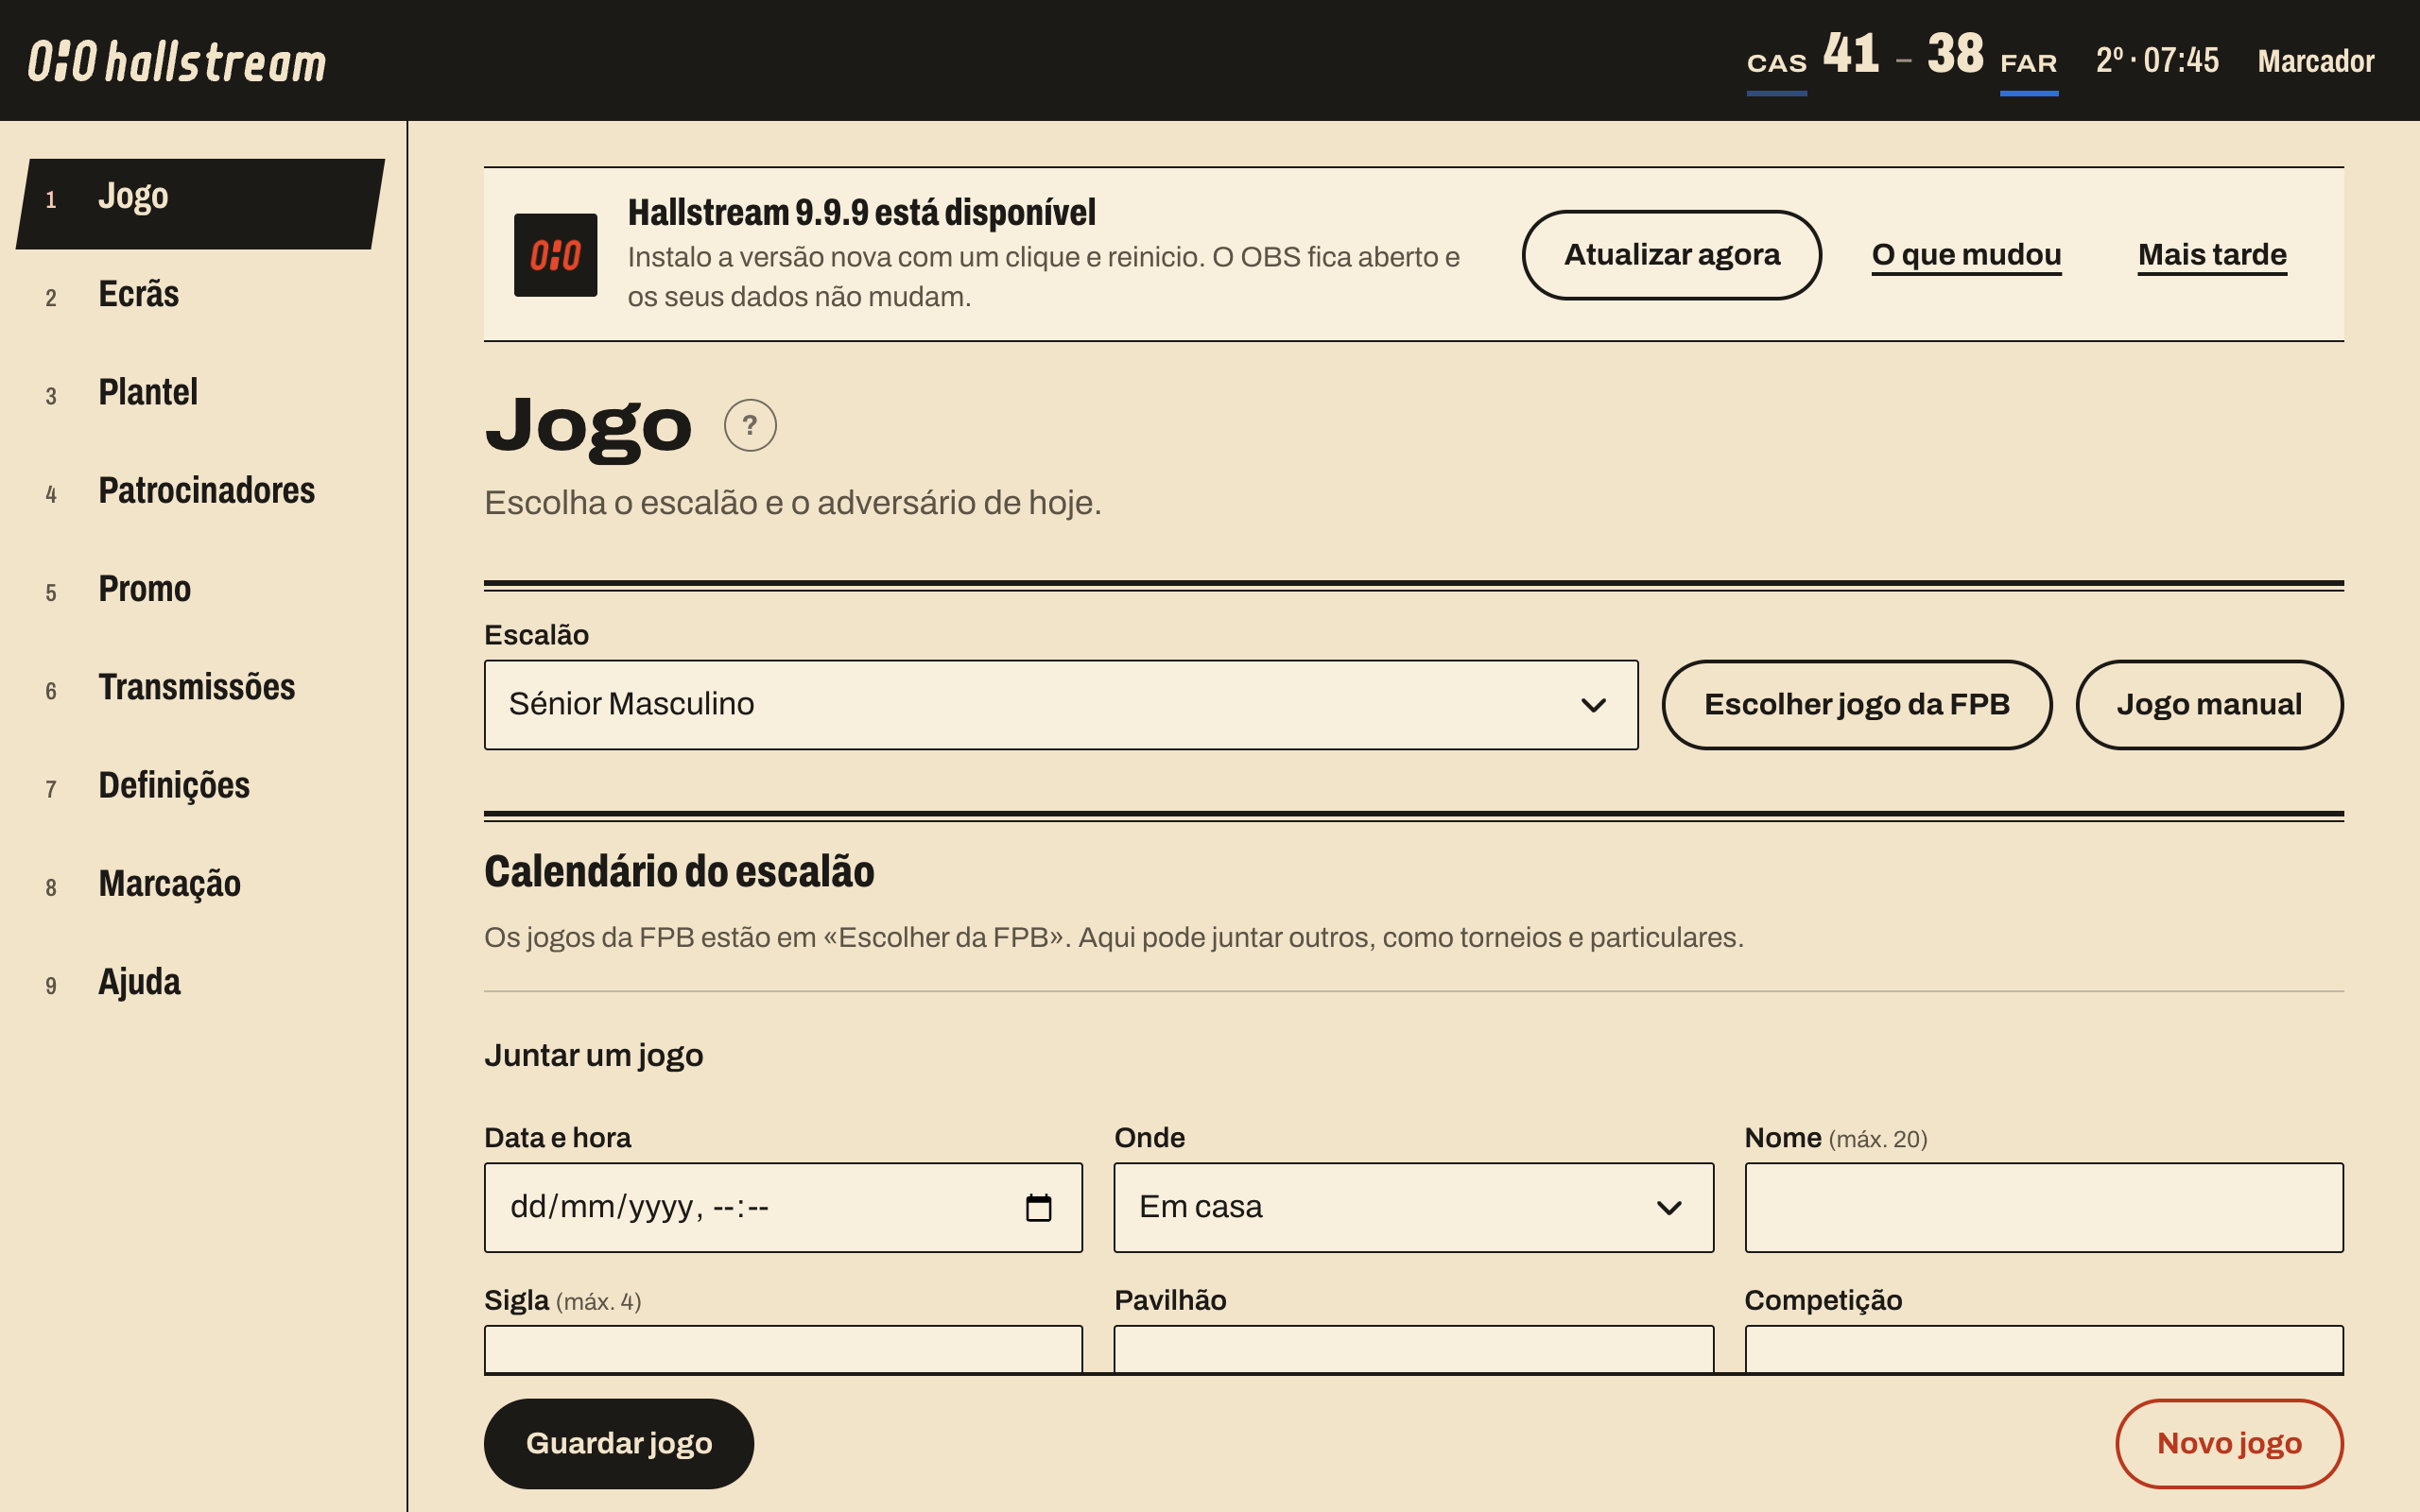 0:0 hallstream
CAS 41 – 38 FAR 2º · 07:45 Marcador
1 Jogo
2 Ecrãs
3 Plantel
4 Patrocinadores
5 Promo
6 Transmissões
7 Definições
8 Marcação
9 Ajuda
0:0
Hallstream 9.9.9 está disponível
Instalo a versão nova com um clique e reinicio. O OBS fica aberto e
os seus dados não mudam.
Atualizar agora O que mudou Mais tarde
Jogo ?
Escolha o escalão e o adversário de hoje.
Escalão
Sénior Masculino Escolher jogo da FPB Jogo manual
Calendário do escalão
Os jogos da FPB estão em «Escolher da FPB». Aqui pode juntar outros, como torneios e particulares.
Juntar um jogo
Data e hora Onde Nome (máx. 20)
dd/mm/yyyy, --:-- Em casa
Sigla (máx. 4) Pavilhão Competição
Guardar jogo Novo jogo